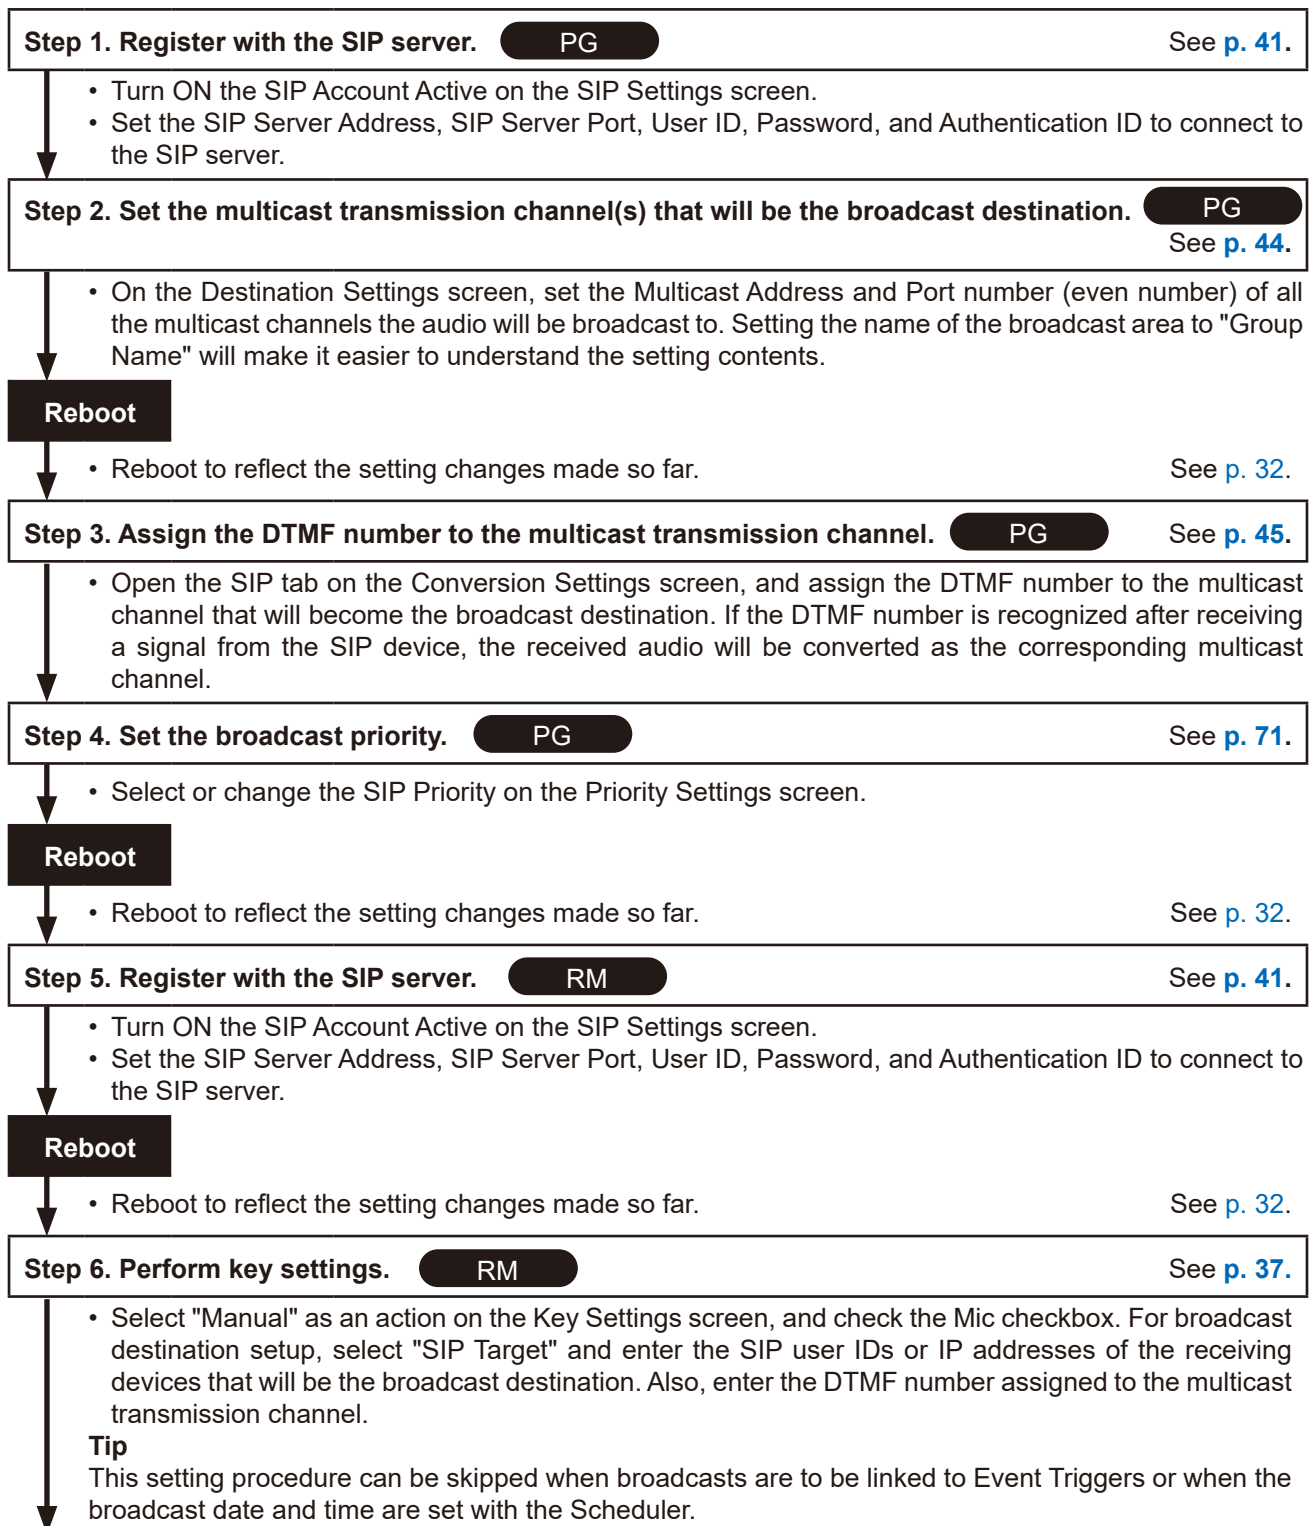 Step 1. Register with the SIP server. PG See p. 41.
• Turn ON the SIP Account Active on the SIP Settings screen.
• Set the SIP Server Address, SIP Server Port, User ID, Password, and Authentication ID to connect to
the SIP server.
Step 2. Set the multicast transmission channel(s) that will be the broadcast destination. PG
See p. 44.
• On the Destination Settings screen, set the Multicast Address and Port number (even number) of all
the multicast channels the audio will be broadcast to. Setting the name of the broadcast area to "Group
Name" will make it easier to understand the setting contents.
Reboot
• Reboot to reflect the setting changes made so far. See p. 32.
Step 3. Assign the DTMF number to the multicast transmission channel. PG See p. 45.
• Open the SIP tab on the Conversion Settings screen, and assign the DTMF number to the multicast
channel that will become the broadcast destination. If the DTMF number is recognized after receiving
a signal from the SIP device, the received audio will be converted as the corresponding multicast
channel.
Step 4. Set the broadcast priority. PG See p. 71.
• Select or change the SIP Priority on the Priority Settings screen.
Reboot
• Reboot to reflect the setting changes made so far. See p. 32.
Step 5. Register with the SIP server. RM See p. 41.
• Turn ON the SIP Account Active on the SIP Settings screen.
• Set the SIP Server Address, SIP Server Port, User ID, Password, and Authentication ID to connect to
the SIP server.
Reboot
• Reboot to reflect the setting changes made so far. See p. 32.
Step 6. Perform key settings. RM See p. 37.
• Select "Manual" as an action on the Key Settings screen, and check the Mic checkbox. For broadcast
destination setup, select "SIP Target" and enter the SIP user IDs or IP addresses of the receiving
devices that will be the broadcast destination. Also, enter the DTMF number assigned to the multicast
transmission channel.
Tip
This setting procedure can be skipped when broadcasts are to be linked to Event Triggers or when the
broadcast date and time are set with the Scheduler.